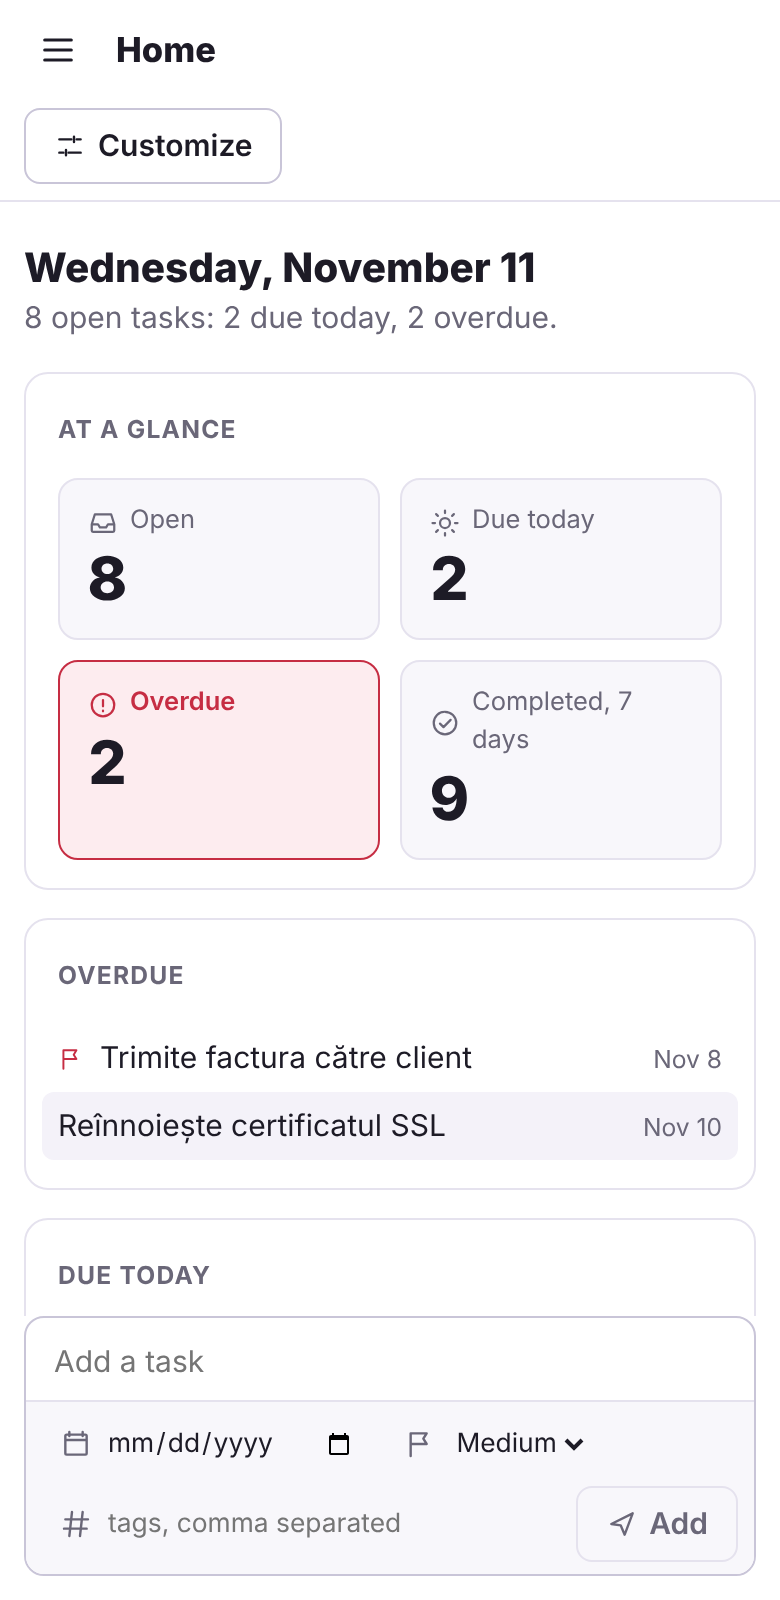 Home
Customize
Wednesday, November 11
8 open tasks: 2 due today, 2 overdue.
AT A GLANCE
Open
8
Due today
2
Overdue
2
Completed, 7
days
9
OVERDUE
Trimite factura către client Nov 8
Reînnoiește certificatul SSL Nov 10
DUE TODAY
Add a task
mm/dd/yyyy Medium
tags, comma separated Add